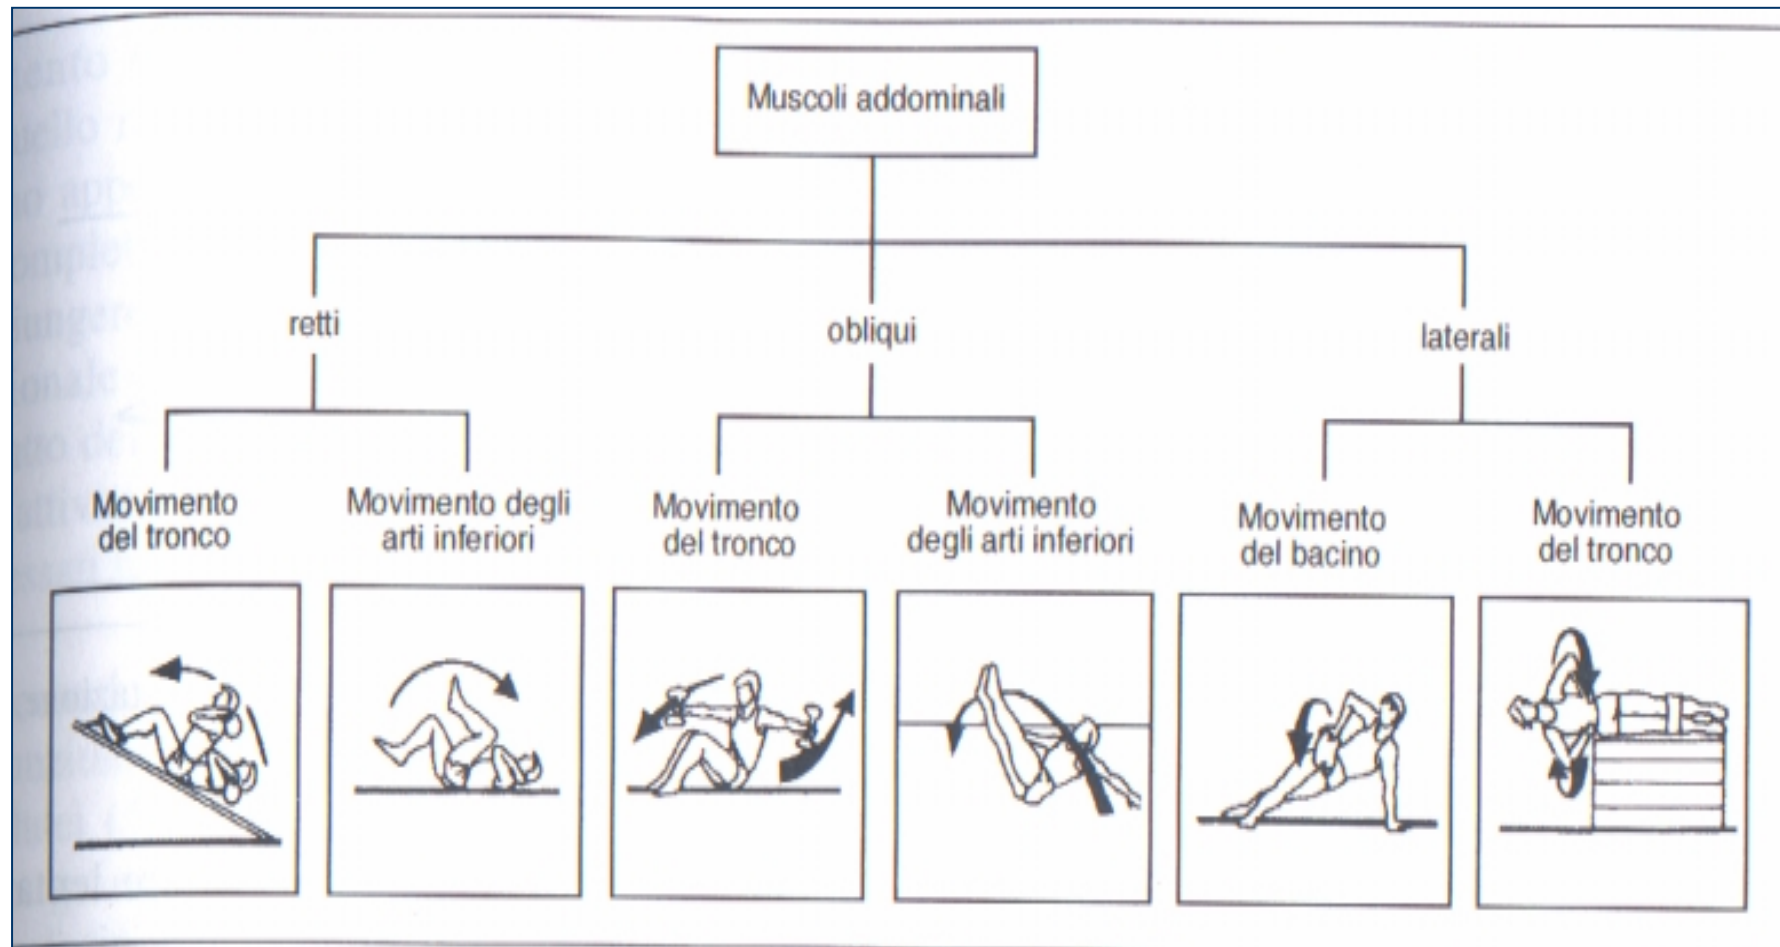 Muscoli addominali
retti
obliqui
laterali
Movimento
del tronco
Movimento degli
arti inferiori
Movimento
del tronco
Movimento
degli arti inferiori
Movimento
del bacino
Movimento
del tronco